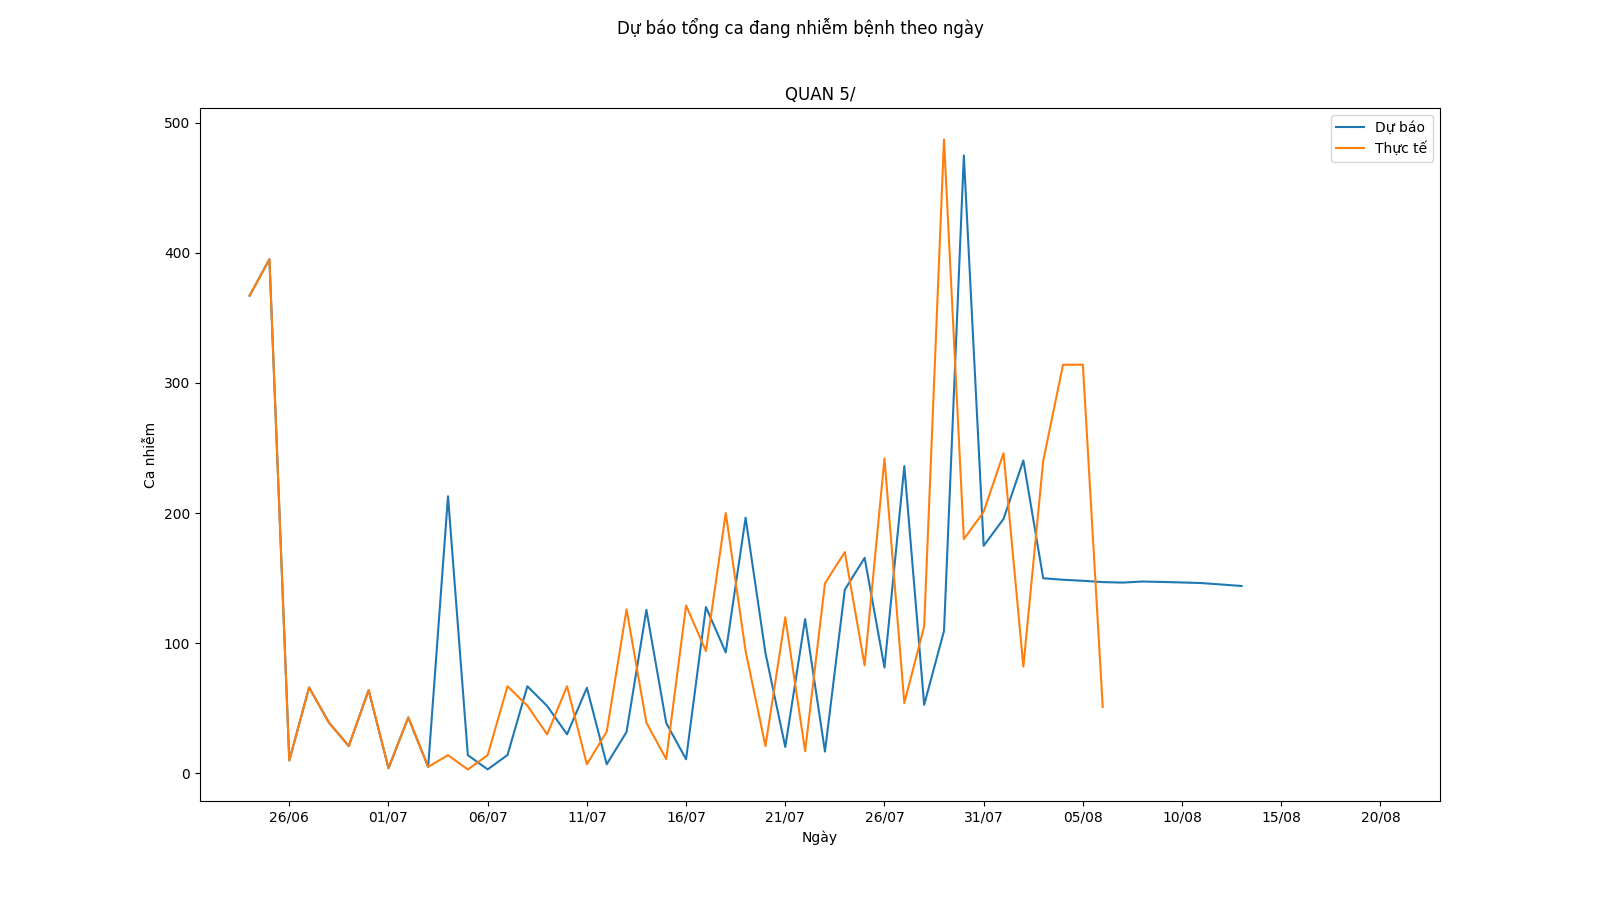 Dự báo tổng ca đang nhiễm bệnh theo ngày
QUAN 5/
Dự báo
Thực tế
Ca nhiễm
500
400
300
200
100
0
26/06 01/07 06/07 11/07 16/07 21/07 26/07 31/07 05/08 10/08 15/08 20/08
Ngày